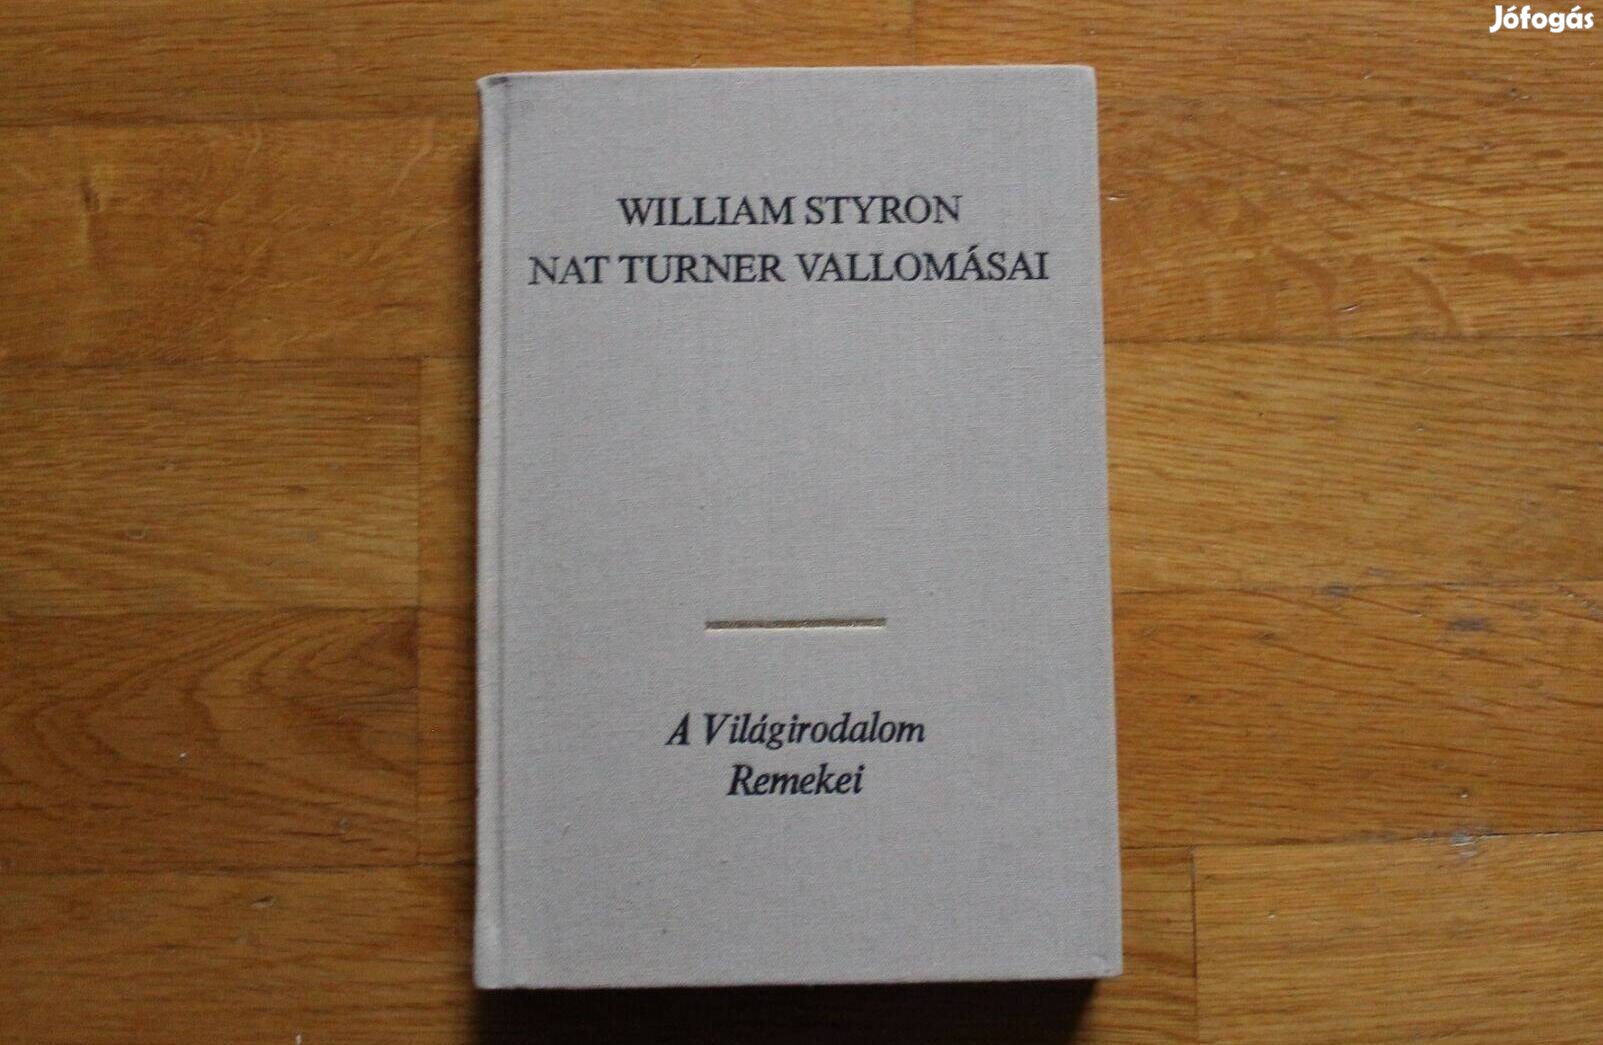 Jófogás
WILLIAM STYRON
NAT TURNER VALLOMÁSAI
A Világirodalom
Remekei